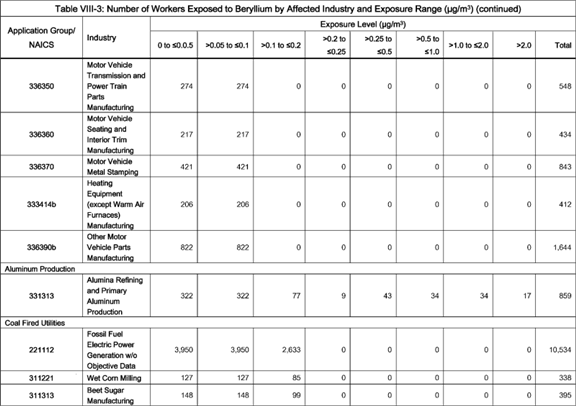 Table VIII-3: Number of Workers Exposed to Beryllium by Affected Industry and Exposure Range (µg/m³) (continued)
Application Group/ NAICS Industry Exposure Level (µg/m³)
0 to ≤0.0.5 >0.05 to ≤0.1 >0.1 to ≤0.2 >0.2 to ≤0.25 >0.25 to ≤0.5 >0.5 to ≤1.0 >1.0 to ≤2.0 >2.0 Total
336350 Motor Vehicle Transmission and Power Train Parts Manufacturing 274 274 0 0 0 0 0 0 548
336360 Motor Vehicle Seating and Interior Trim Manufacturing 217 217 0 0 0 0 0 0 434
336370 Motor Vehicle Metal Stamping 421 421 0 0 0 0 0 0 843
333414b Heating Equipment (except Warm Air Furnaces) Manufacturing 206 206 0 0 0 0 0 0 412
336390b Other Motor Vehicle Parts Manufacturing 822 822 0 0 0 0 0 0 1,644
Aluminum Production
331313 Alumina Refining and Primary Aluminum Production 322 322 77 9 43 34 34 17 859
Coal Fired Utilities
221112 Fossil Fuel Electric Power Generation w/o Objective Data 3,950 3,950 2,633 0 0 0 0 0 10,534
311221 Wet Corn Milling 127 127 85 0 0 0 0 0 338
311313 Beet Sugar Manufacturing 148 148 99 0 0 0 0 0 395